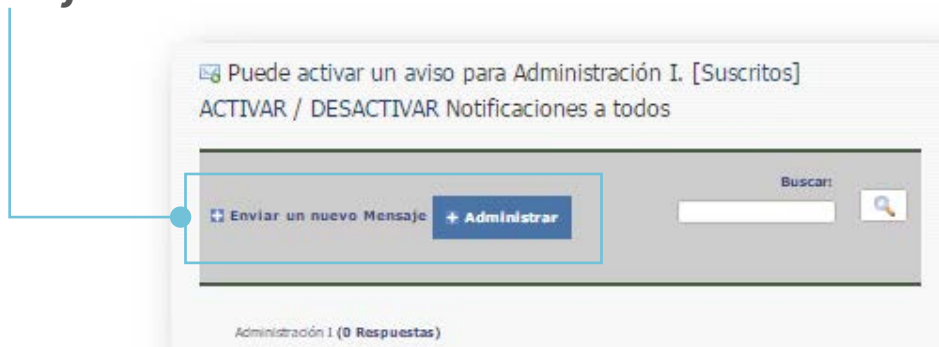 Puede activar un aviso para Administración I. [Suscritos]
ACTIVAR / DESACTIVAR Notificaciones a todos
Buscar:
Enviar un nuevo Mensaje + Administrar
Administración I (0 Respuestas)